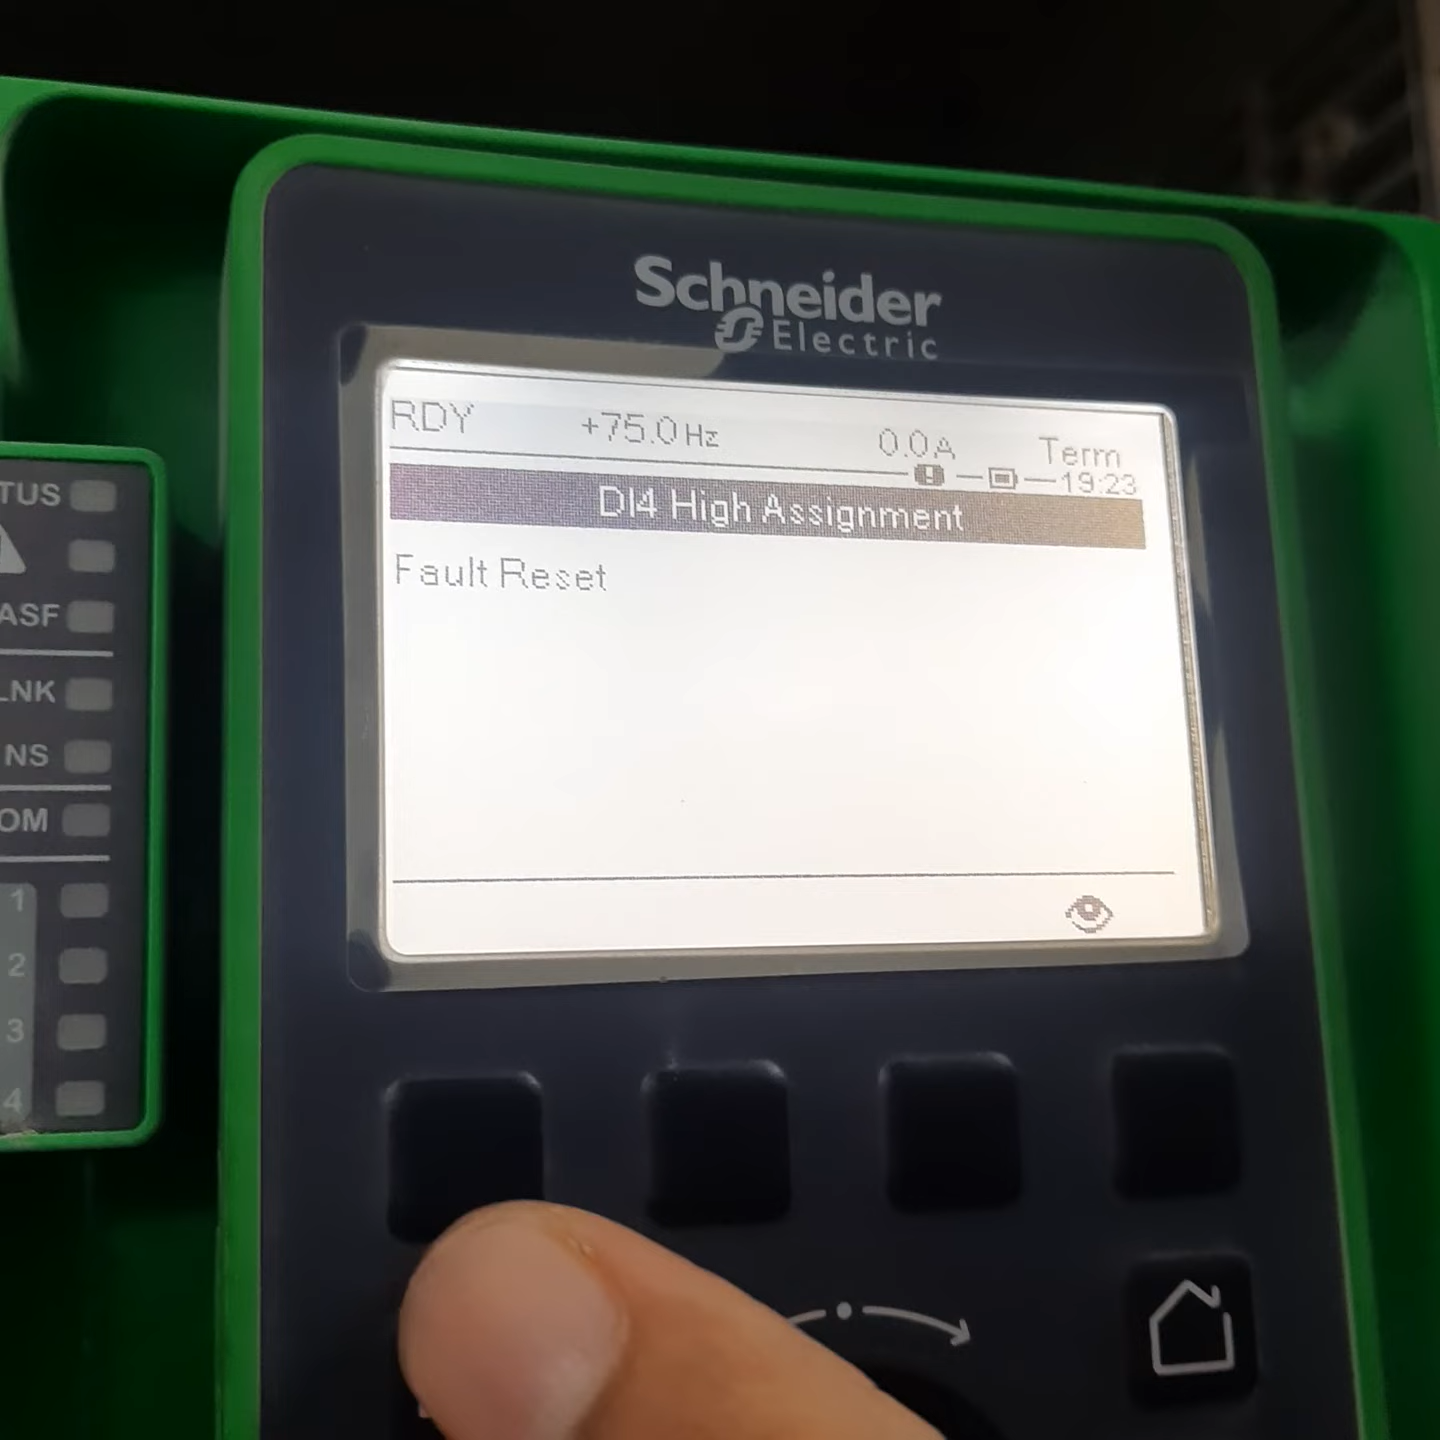 Schneider
Electric
RDY +75.0 Hz 0.0A Term
19:23
DI4 High Assignment
Fault Reset
TUS
ASF
LNK
NS
OM
1
2
3
4